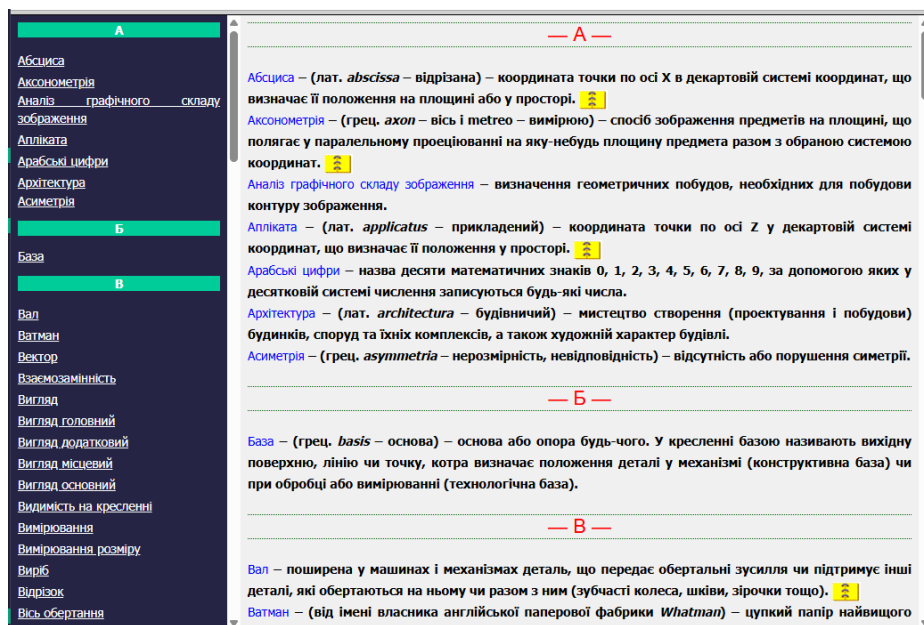 А
Абсциса
Аксонометрія
Аналіз графічного складу
зображення
Апліката
Арабські цифри
Архітектура
Асиметрія
Б
База
В
Вал
Ватман
Вектор
Взаємозамінність
Вигляд
Вигляд головний
Вигляд додатковий
Вигляд місцевий
Вигляд основний
Видимість на кресленні
Вимірювання
Вимірювання розміру
Виріб
Відрізок
Вісь обертання
— А —
Абсциса – (лат. abscissa – відрізана) – координата точки по осі X в декартовій системі координат, що
визначає її положення на площині або у просторі.
Аксонометрія – (грец. axon – вісь і metreo – вимірюю) – спосіб зображення предметів на площині, що
полягає у паралельному проеціюванні на яку-небудь площину предмета разом з обраною системою
координат.
Аналіз графічного складу зображення – визначення геометричних побудов, необхідних для побудови
контуру зображення.
Апліката – (лат. applicatus – прикладений) – координата точки по осі Z у декартовій системі
координат, що визначає її положення у просторі.
Арабські цифри – назва десяти математичних знаків 0, 1, 2, 3, 4, 5, 6, 7, 8, 9, за допомогою яких у
десятковій системі числення записуються будь-які числа.
Архітектура – (лат. architectura – будівничий) – мистецтво створення (проектування і побудови)
будинків, споруд та їхніх комплексів, а також художній характер будівлі.
Асиметрія – (грец. asymmetria – нерозмірність, невідповідність) – відсутність або порушення симетрії.
— Б —
База – (грец. basis – основа) – основа або опора будь-чого. У кресленні базою називають вихідну
поверхню, лінію чи точку, котра визначає положення деталі у механізмі (конструктивна база) чи
при обробці або вимірюванні (технологічна база).
— В —
Вал – поширена у машинах і механізмах деталь, що передає обертальні зусилля чи підтримує інші
деталі, які обертаються на ньому чи разом з ним (зубчасті колеса, шківи, зірочки тощо).
Ватман – (від імені власника англійської паперової фабрики Whatman) – цупкий папір найвищого